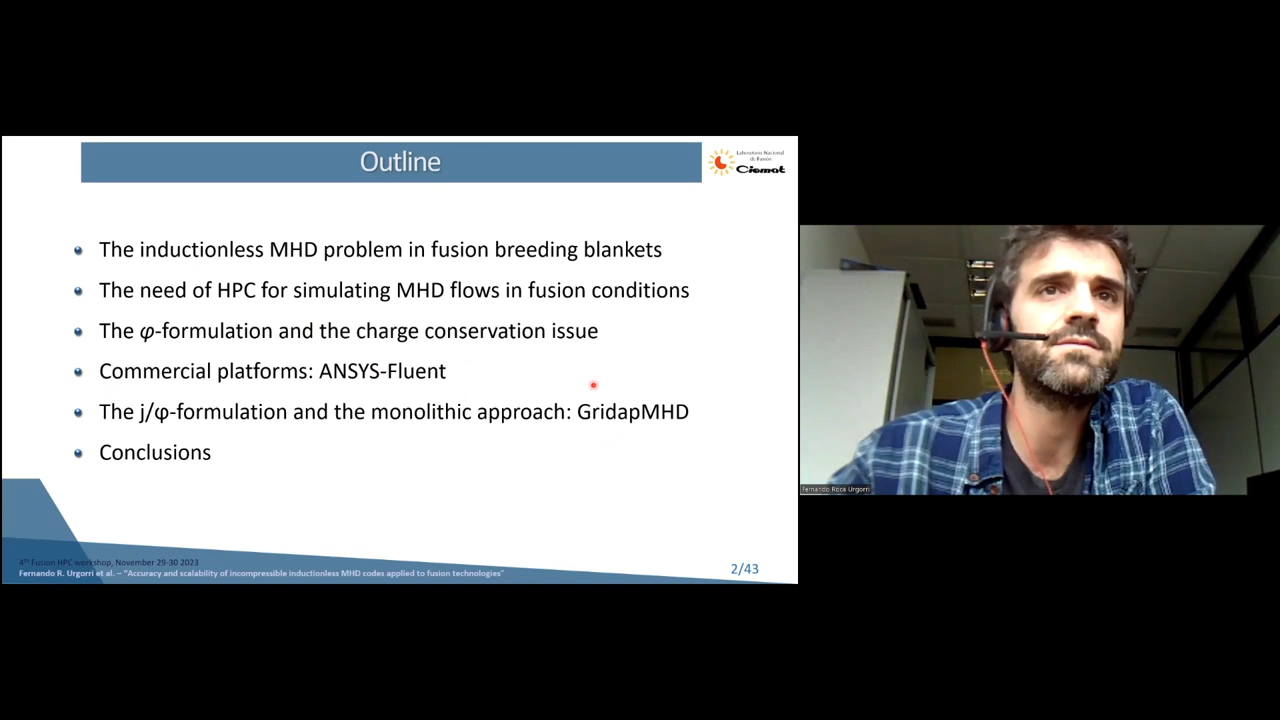 Outline
Laboratorio Nacional
de Fusión
Ciemat
The inductionless MHD problem in fusion breeding blankets
The need of HPC for simulating MHD flows in fusion conditions
The φ-formulation and the charge conservation issue
Commercial platforms: ANSYS-Fluent
The j/φ-formulation and the monolithic approach: GridapMHD
Conclusions
4TH Fusion HPC workshop, November 29-30 2023
Fernando R. Urgorri et al. – "Accuracy and scalability of incompressible inductionless MHD codes applied to fusion technologies"
2/43
Fernando Roca Urgorri